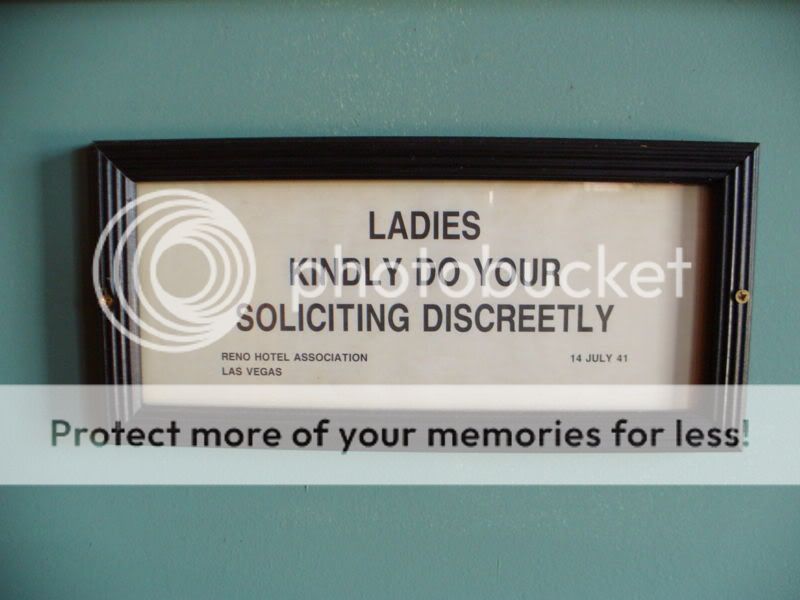 LADIES
KINDLY DO YOUR
SOLICITING DISCREETLY
RENO HOTEL ASSOCIATION
LAS VEGAS
14 JULY 41
photobucket
Protect more of your memories for less!